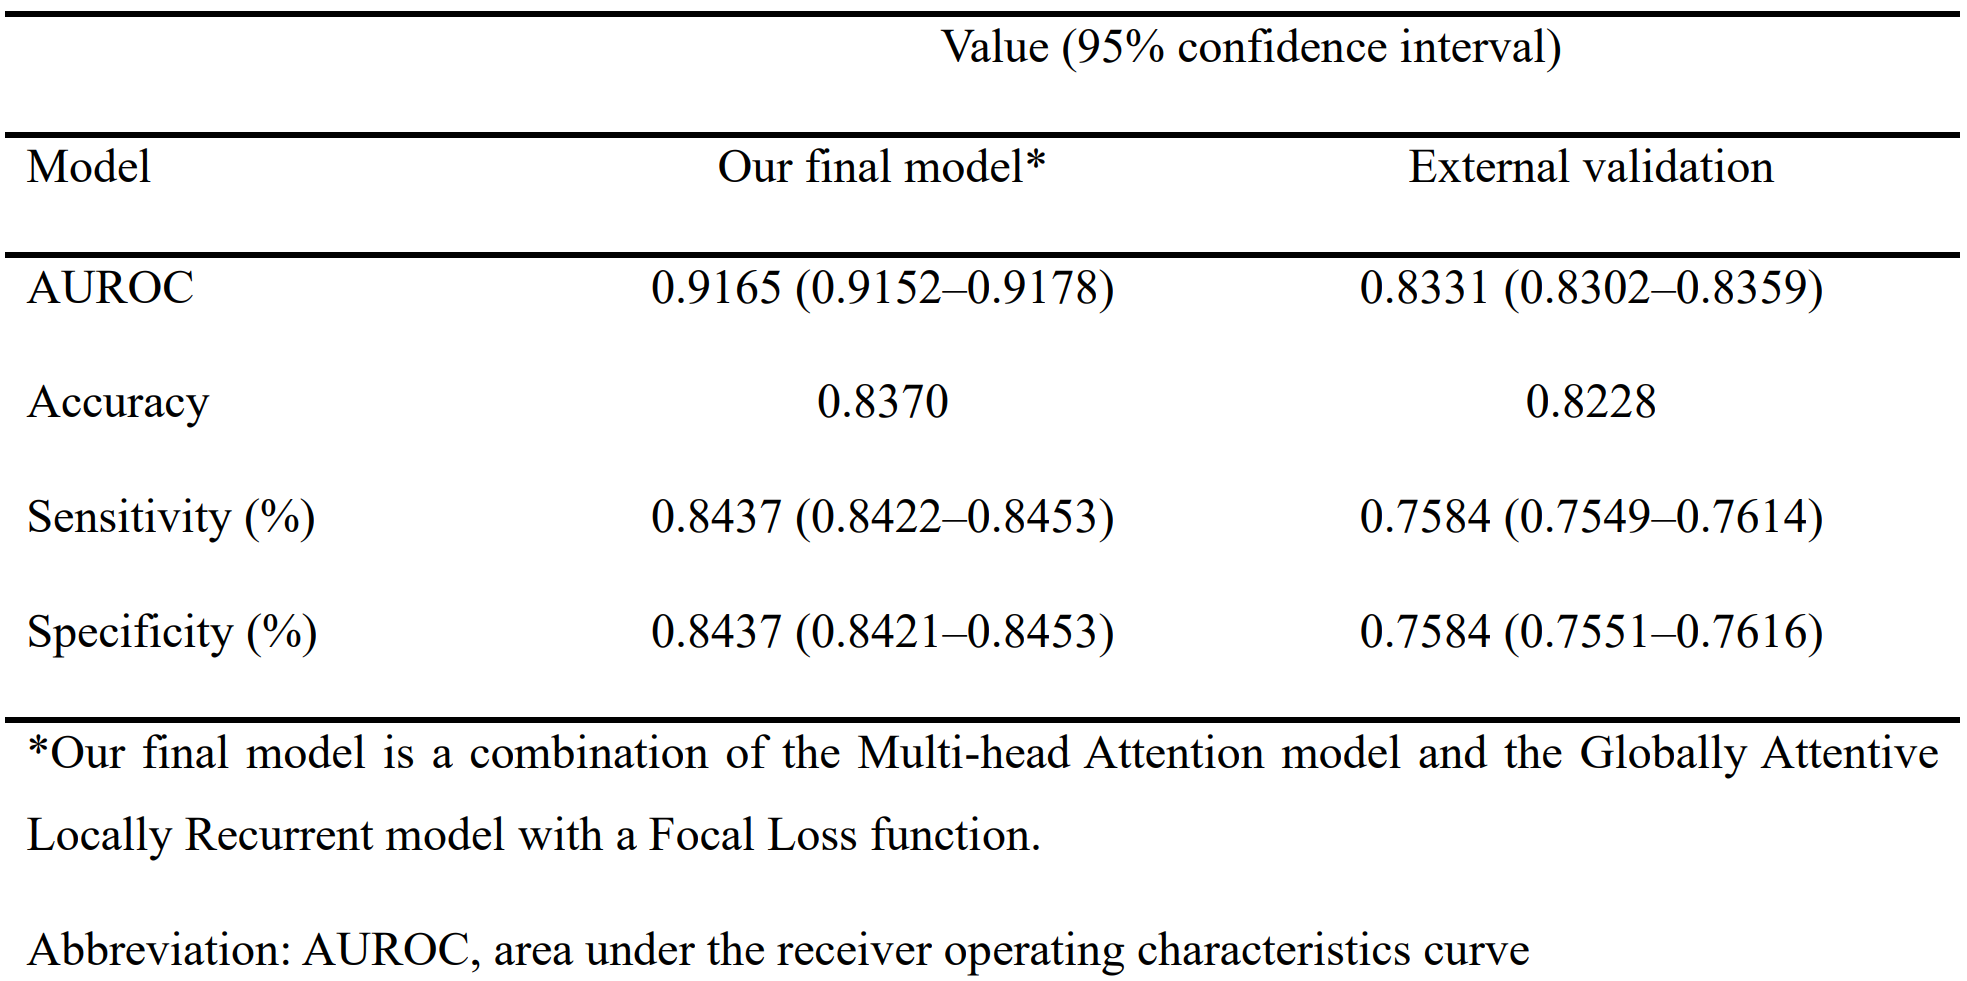 Value (95% confidence interval)
Model Our final model* External validation
AUROC 0.9165 (0.9152–0.9178) 0.8331 (0.8302–0.8359)
Accuracy 0.8370 0.8228
Sensitivity (%) 0.8437 (0.8422–0.8453) 0.7584 (0.7549–0.7614)
Specificity (%) 0.8437 (0.8421–0.8453) 0.7584 (0.7551–0.7616)
*Our final model is a combination of the Multi-head Attention model and the Globally Attentive
Locally Recurrent model with a Focal Loss function.
Abbreviation: AUROC, area under the receiver operating characteristics curve